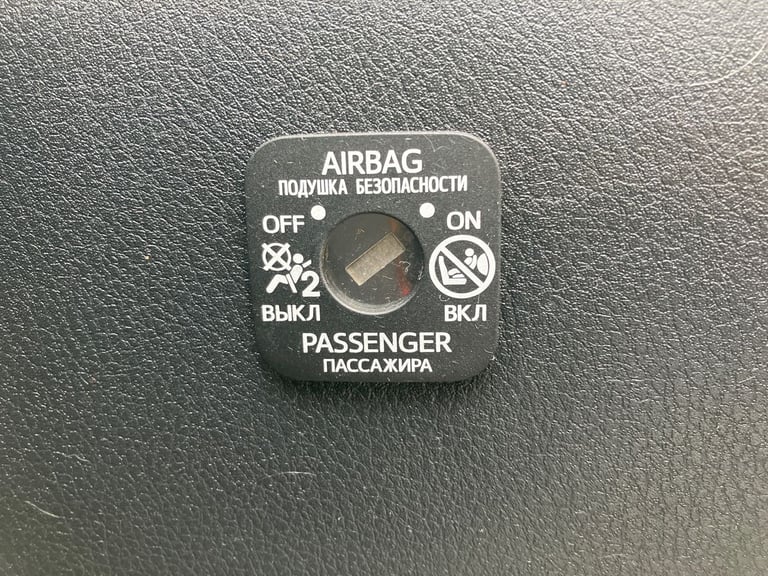 AIRBAG
ПОДУШКА БЕЗОПАСНОСТИ
OFF ON
2
ВЫКЛ ВКЛ
PASSENGER
ПАССАЖИРА